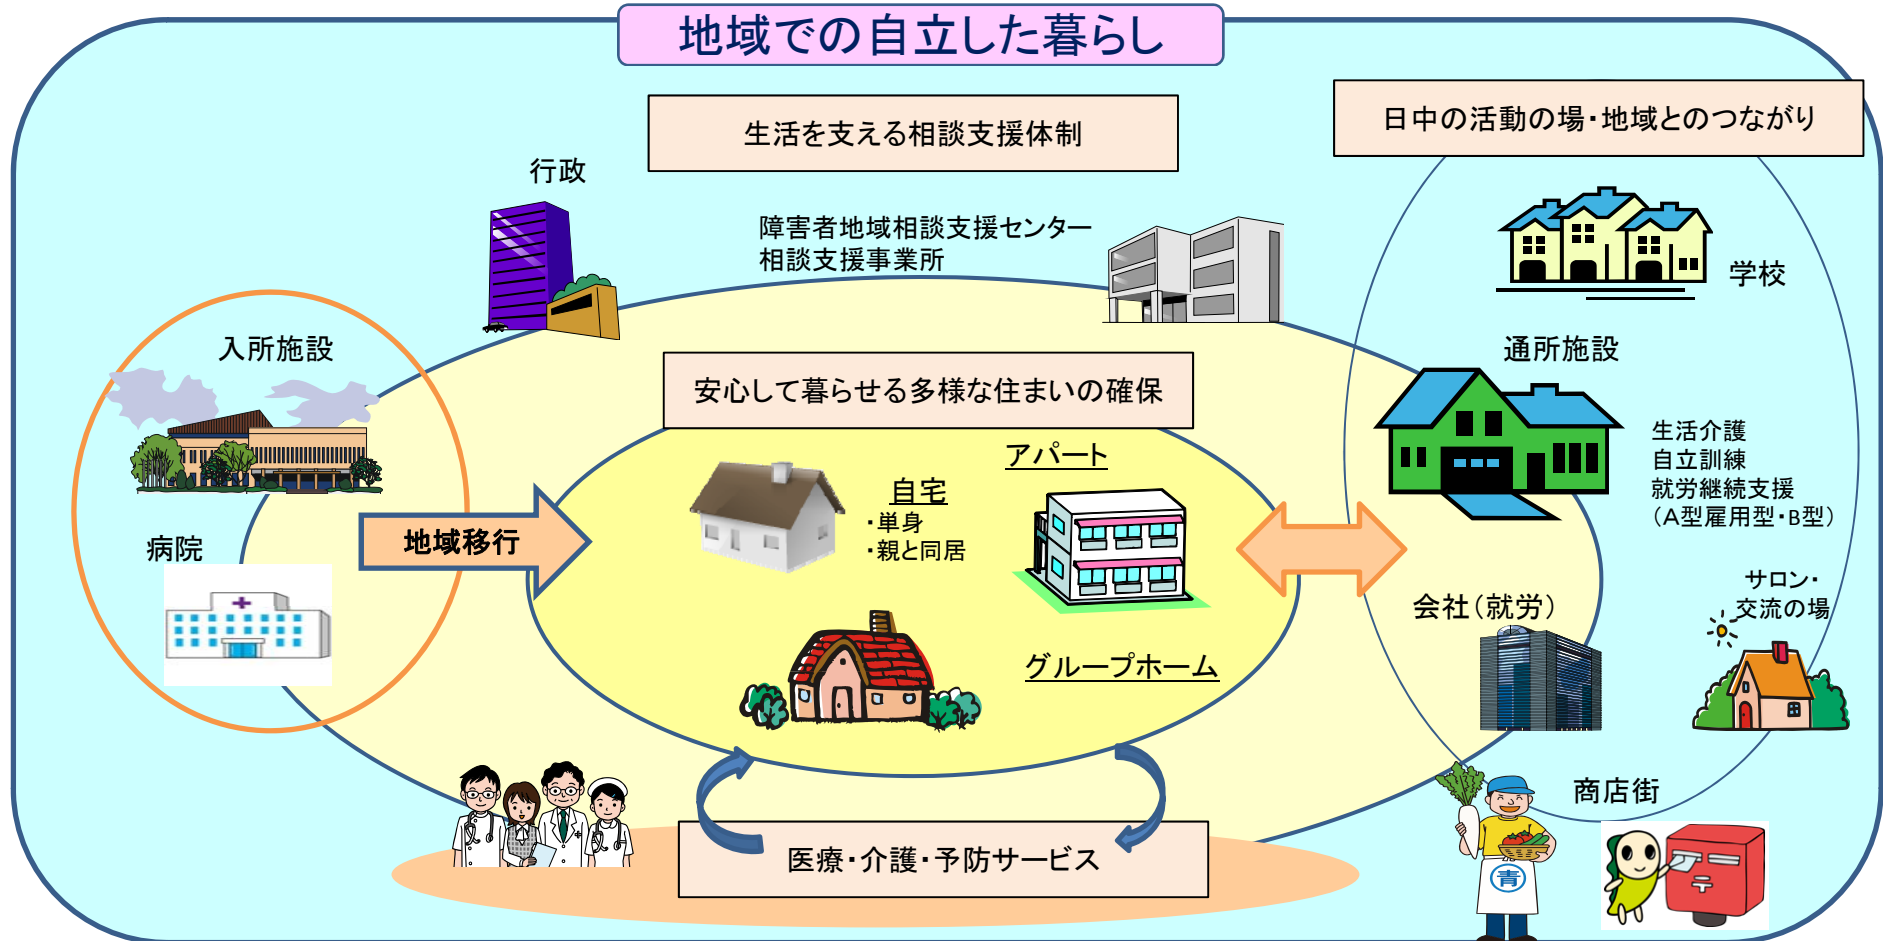 地域での自立した暮らし
生活を支える相談支援体制
日中の活動の場・地域とのつながり
行政
障害者地域相談支援センター
相談支援事業所
学校
入所施設
通所施設
安心して暮らせる多様な住まいの確保
生活介護
自立訓練
就労継続支援
（A型雇用型・B型）
アパート
自宅
・単身
・親と同居
地域移行
病院
サロン・
交流の場
会社（就労）
グループホーム
商店街
医療・介護・予防サービス
青
〒